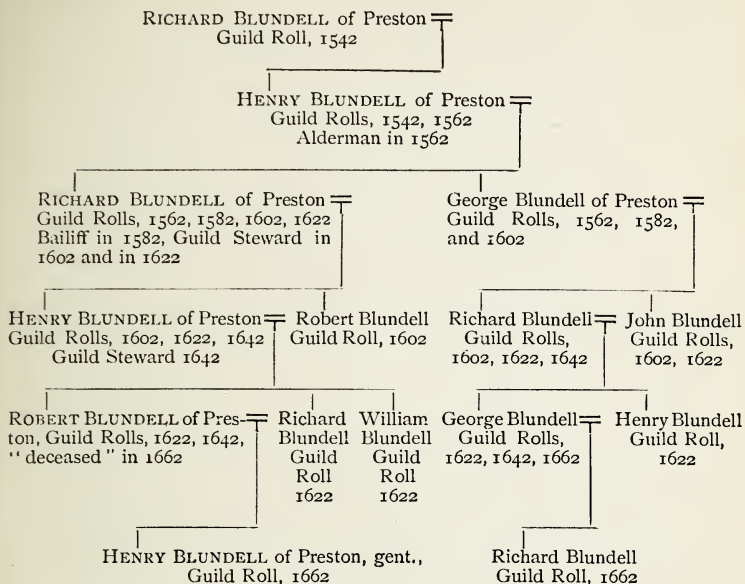 RICHARD BLUNDELL of Preston
Guild Roll, 1542
HENRY BLUNDELL of Preston
Guild Rolls, 1542, 1562
Alderman in 1562
RICHARD BLUNDELL of Preston
Guild Rolls, 1562, 1582, 1602, 1622
Bailiff in 1582, Guild Steward in
1602 and in 1622
George Blundell of Preston
Guild Rolls, 1562, 1582,
and 1602
HENRY BLUNDELL of Preston
Guild Rolls, 1602, 1622, 1642
Guild Steward 1642
Robert Blundell
Guild Roll, 1602
Richard Blundell
Guild Rolls,
1602, 1622, 1642
John Blundell
Guild Rolls,
1602, 1622
ROBERT BLUNDELL of Pres-
ton, Guild Rolls, 1622, 1642,
"deceased" in 1662
Richard
Blundell
Guild
Roll
1622
William
Blundell
Guild
Roll
1622
George Blundell
Guild Rolls,
1622, 1642, 1662
Henry Blundell
Guild Roll,
1622
HENRY BLUNDELL of Preston, gent.,
Guild Roll, 1662
Richard Blundell
Guild Roll, 1662